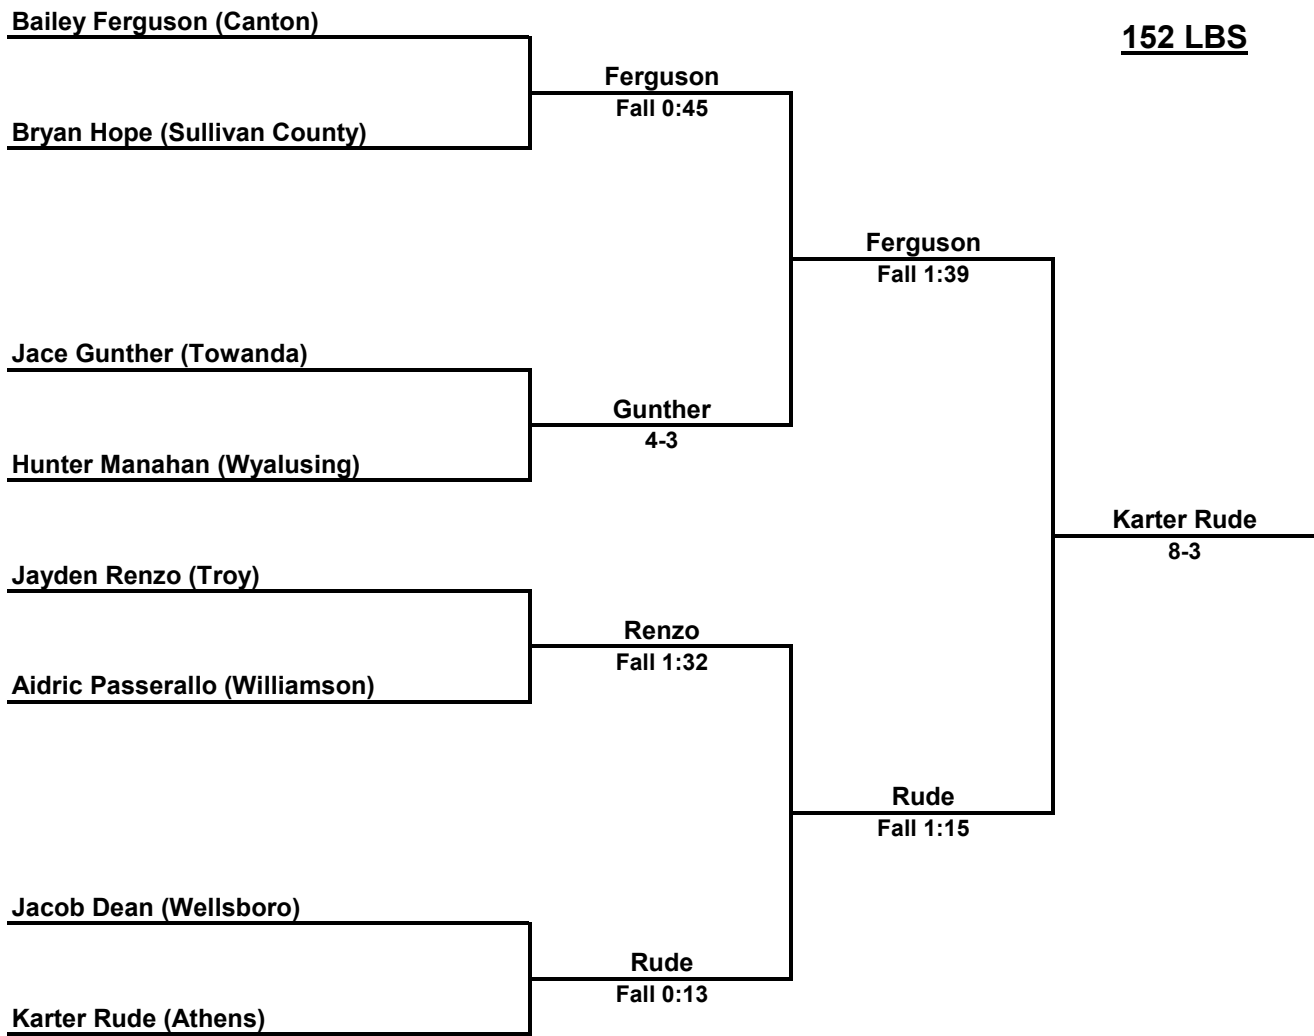 Bailey Ferguson (Canton)
152 LBS
Ferguson
Fall 0:45
Bryan Hope (Sullivan County)
Ferguson
Fall 1:39
Jace Gunther (Towanda)
Gunther
4-3
Hunter Manahan (Wyalusing)
Karter Rude
8-3
Jayden Renzo (Troy)
Renzo
Fall 1:32
Aidric Passerallo (Williamson)
Rude
Fall 1:15
Jacob Dean (Wellsboro)
Rude
Fall 0:13
Karter Rude (Athens)